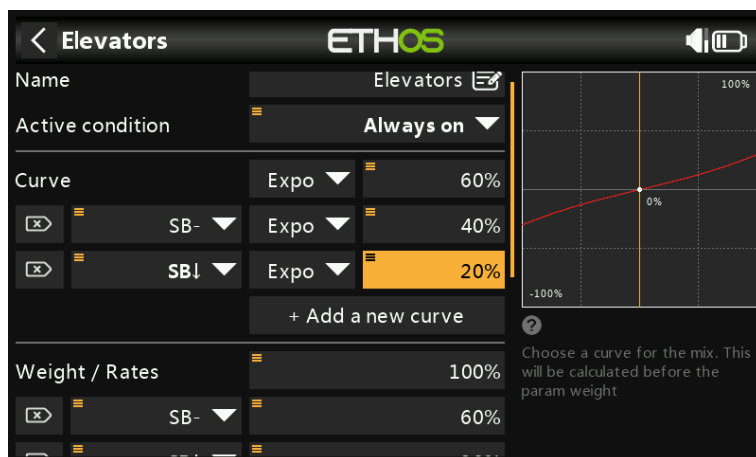 Elevators
ETHOS
Name
Elevators
Active condition
Always on
Curve
Expo
60%
SB-
Expo
40%
SB↓
Expo
20%
+ Add a new curve
Weight / Rates
100%
SB-
60%
100%
0%
-100%
Choose a curve for the mix. This
will be calculated before the
param weight